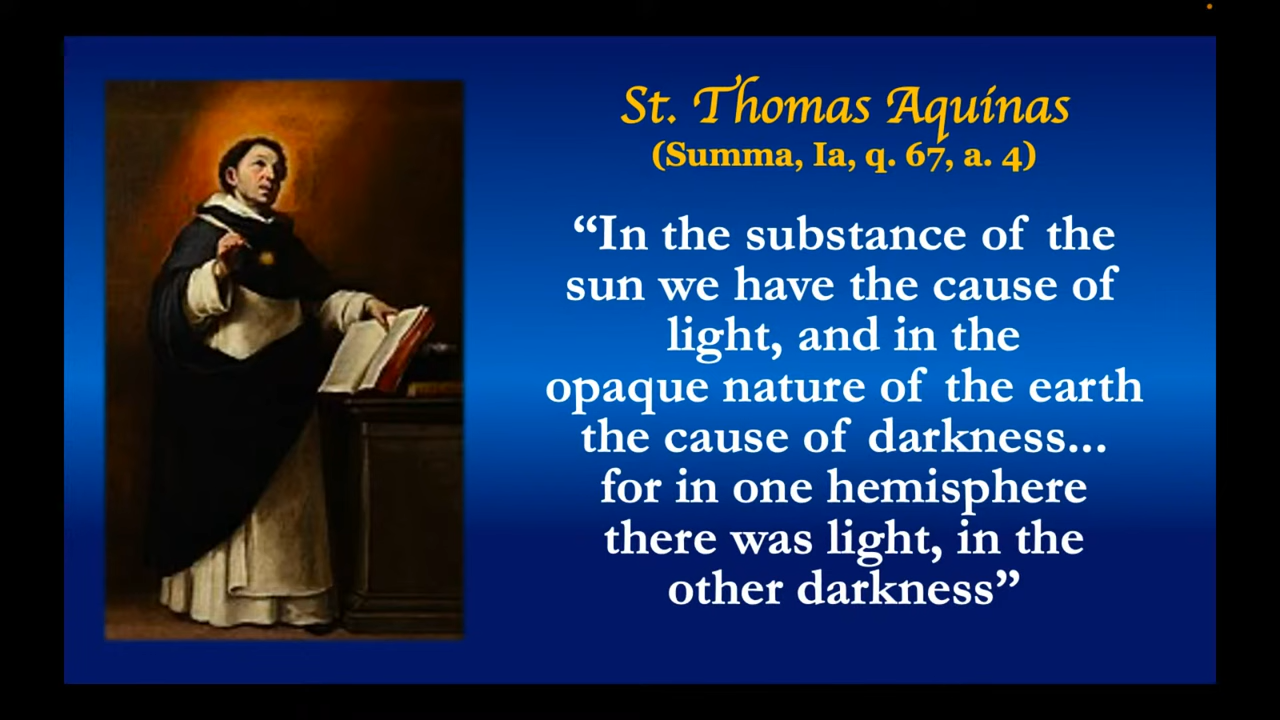 St. Thomas Aquinas
(Summa, Ia, q. 67, a. 4)
“In the substance of the
sun we have the cause of
light, and in the
opaque nature of the earth
the cause of darkness...
for in one hemisphere
there was light, in the
other darkness”